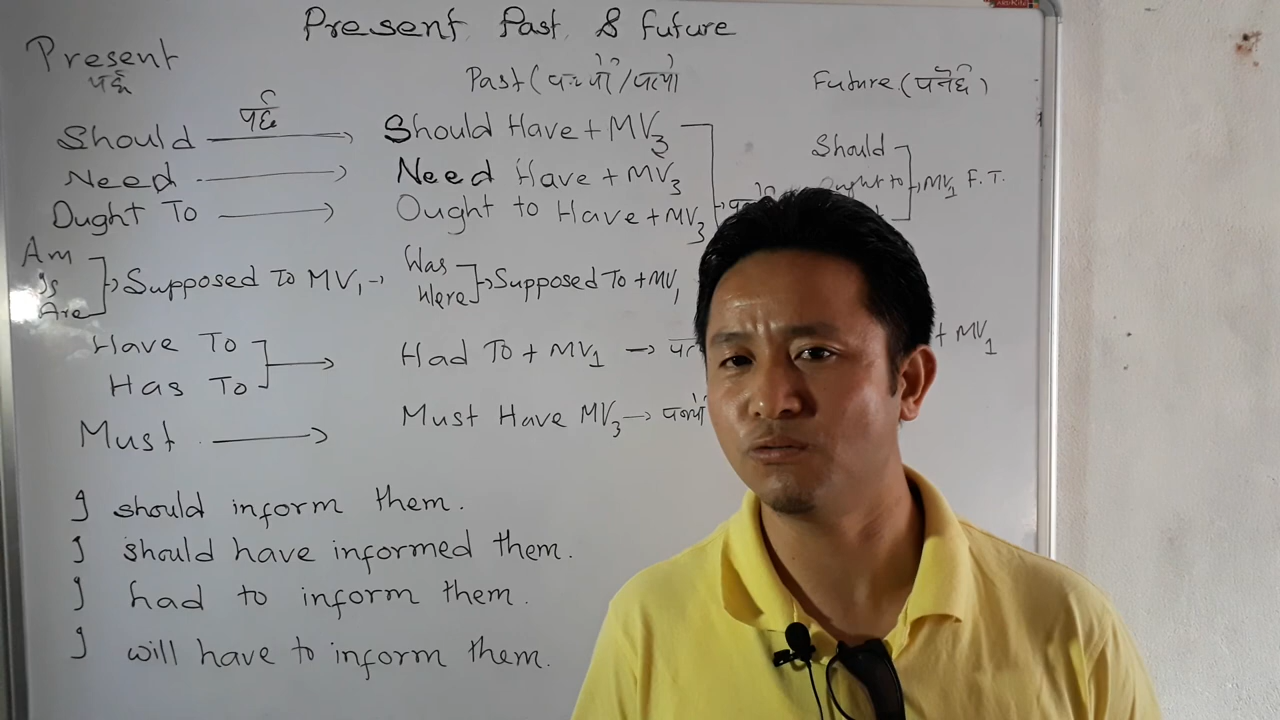 Present, Past, & Future
Present
पर्छ
Past (पर्थ्यो/पर्यो)
Future (पर्नेछ)
पर्छ
Should → Should Have + MV3
Need → Need Have + MV3
Ought To → Ought to Have + MV3
Should
Ought to MV1 F.T.
Am
Is
Are
Supposed To MV1 →
Was
Were
Supposed To + MV1
Have To
Has To
→ Had To + MV1 →
+ MV1
Must → Must Have MV3 →
I should inform them.
I should have informed them.
I had to inform them.
I will have to inform them.